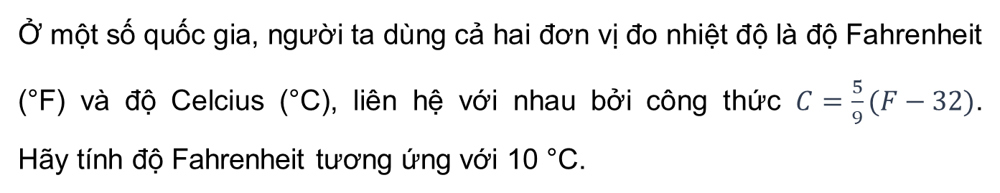 Ở một số quốc gia, người ta dùng cả hai đơn vị đo nhiệt độ là độ Fahrenheit
(°F) và độ Celcius (°C), liên hệ với nhau bởi công thức $C = \frac{5}{9}(F - 32)$.
Hãy tính độ Fahrenheit tương ứng với 10 °C.